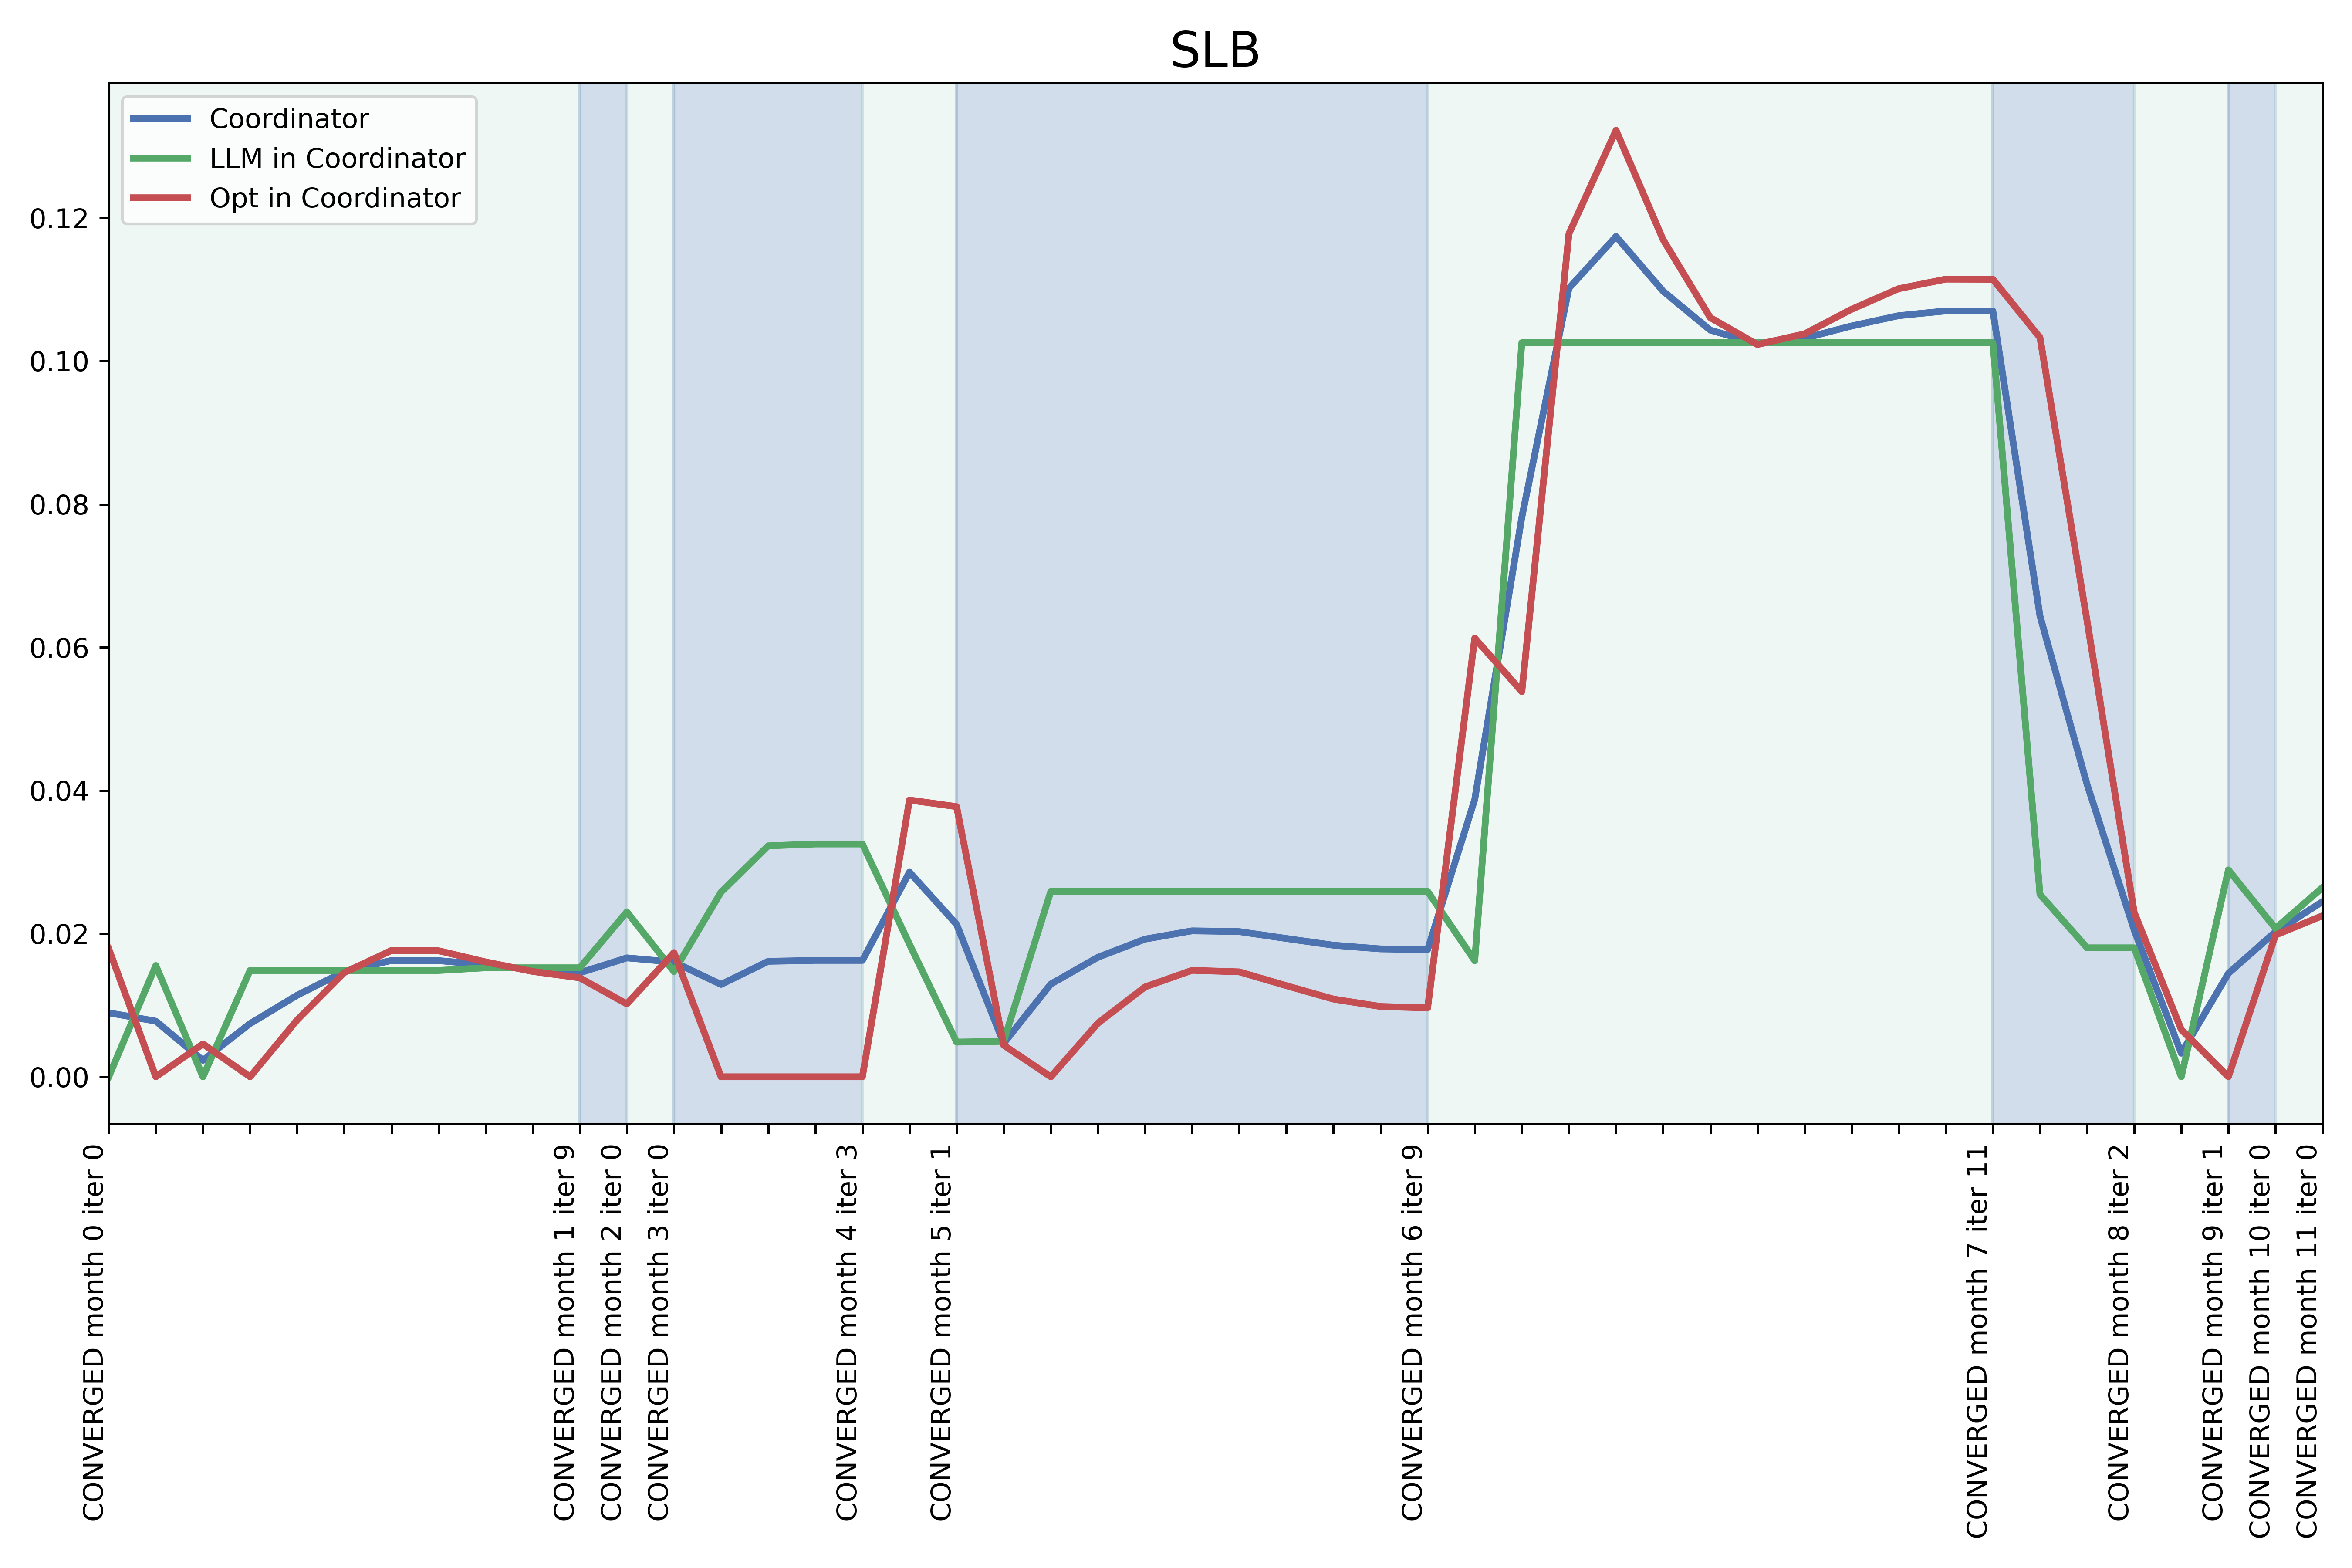 SLB
Coordinator
LLM in Coordinator
Opt in Coordinator
0.12
0.10
0.08
0.06
0.04
0.02
0.00
CONVERGED month 0 iter 0
CONVERGED month 1 iter 9
CONVERGED month 2 iter 0
CONVERGED month 3 iter 0
CONVERGED month 4 iter 3
CONVERGED month 5 iter 1
CONVERGED month 6 iter 9
CONVERGED month 7 iter 11
CONVERGED month 8 iter 2
CONVERGED month 9 iter 1
CONVERGED month 10 iter 0
CONVERGED month 11 iter 0